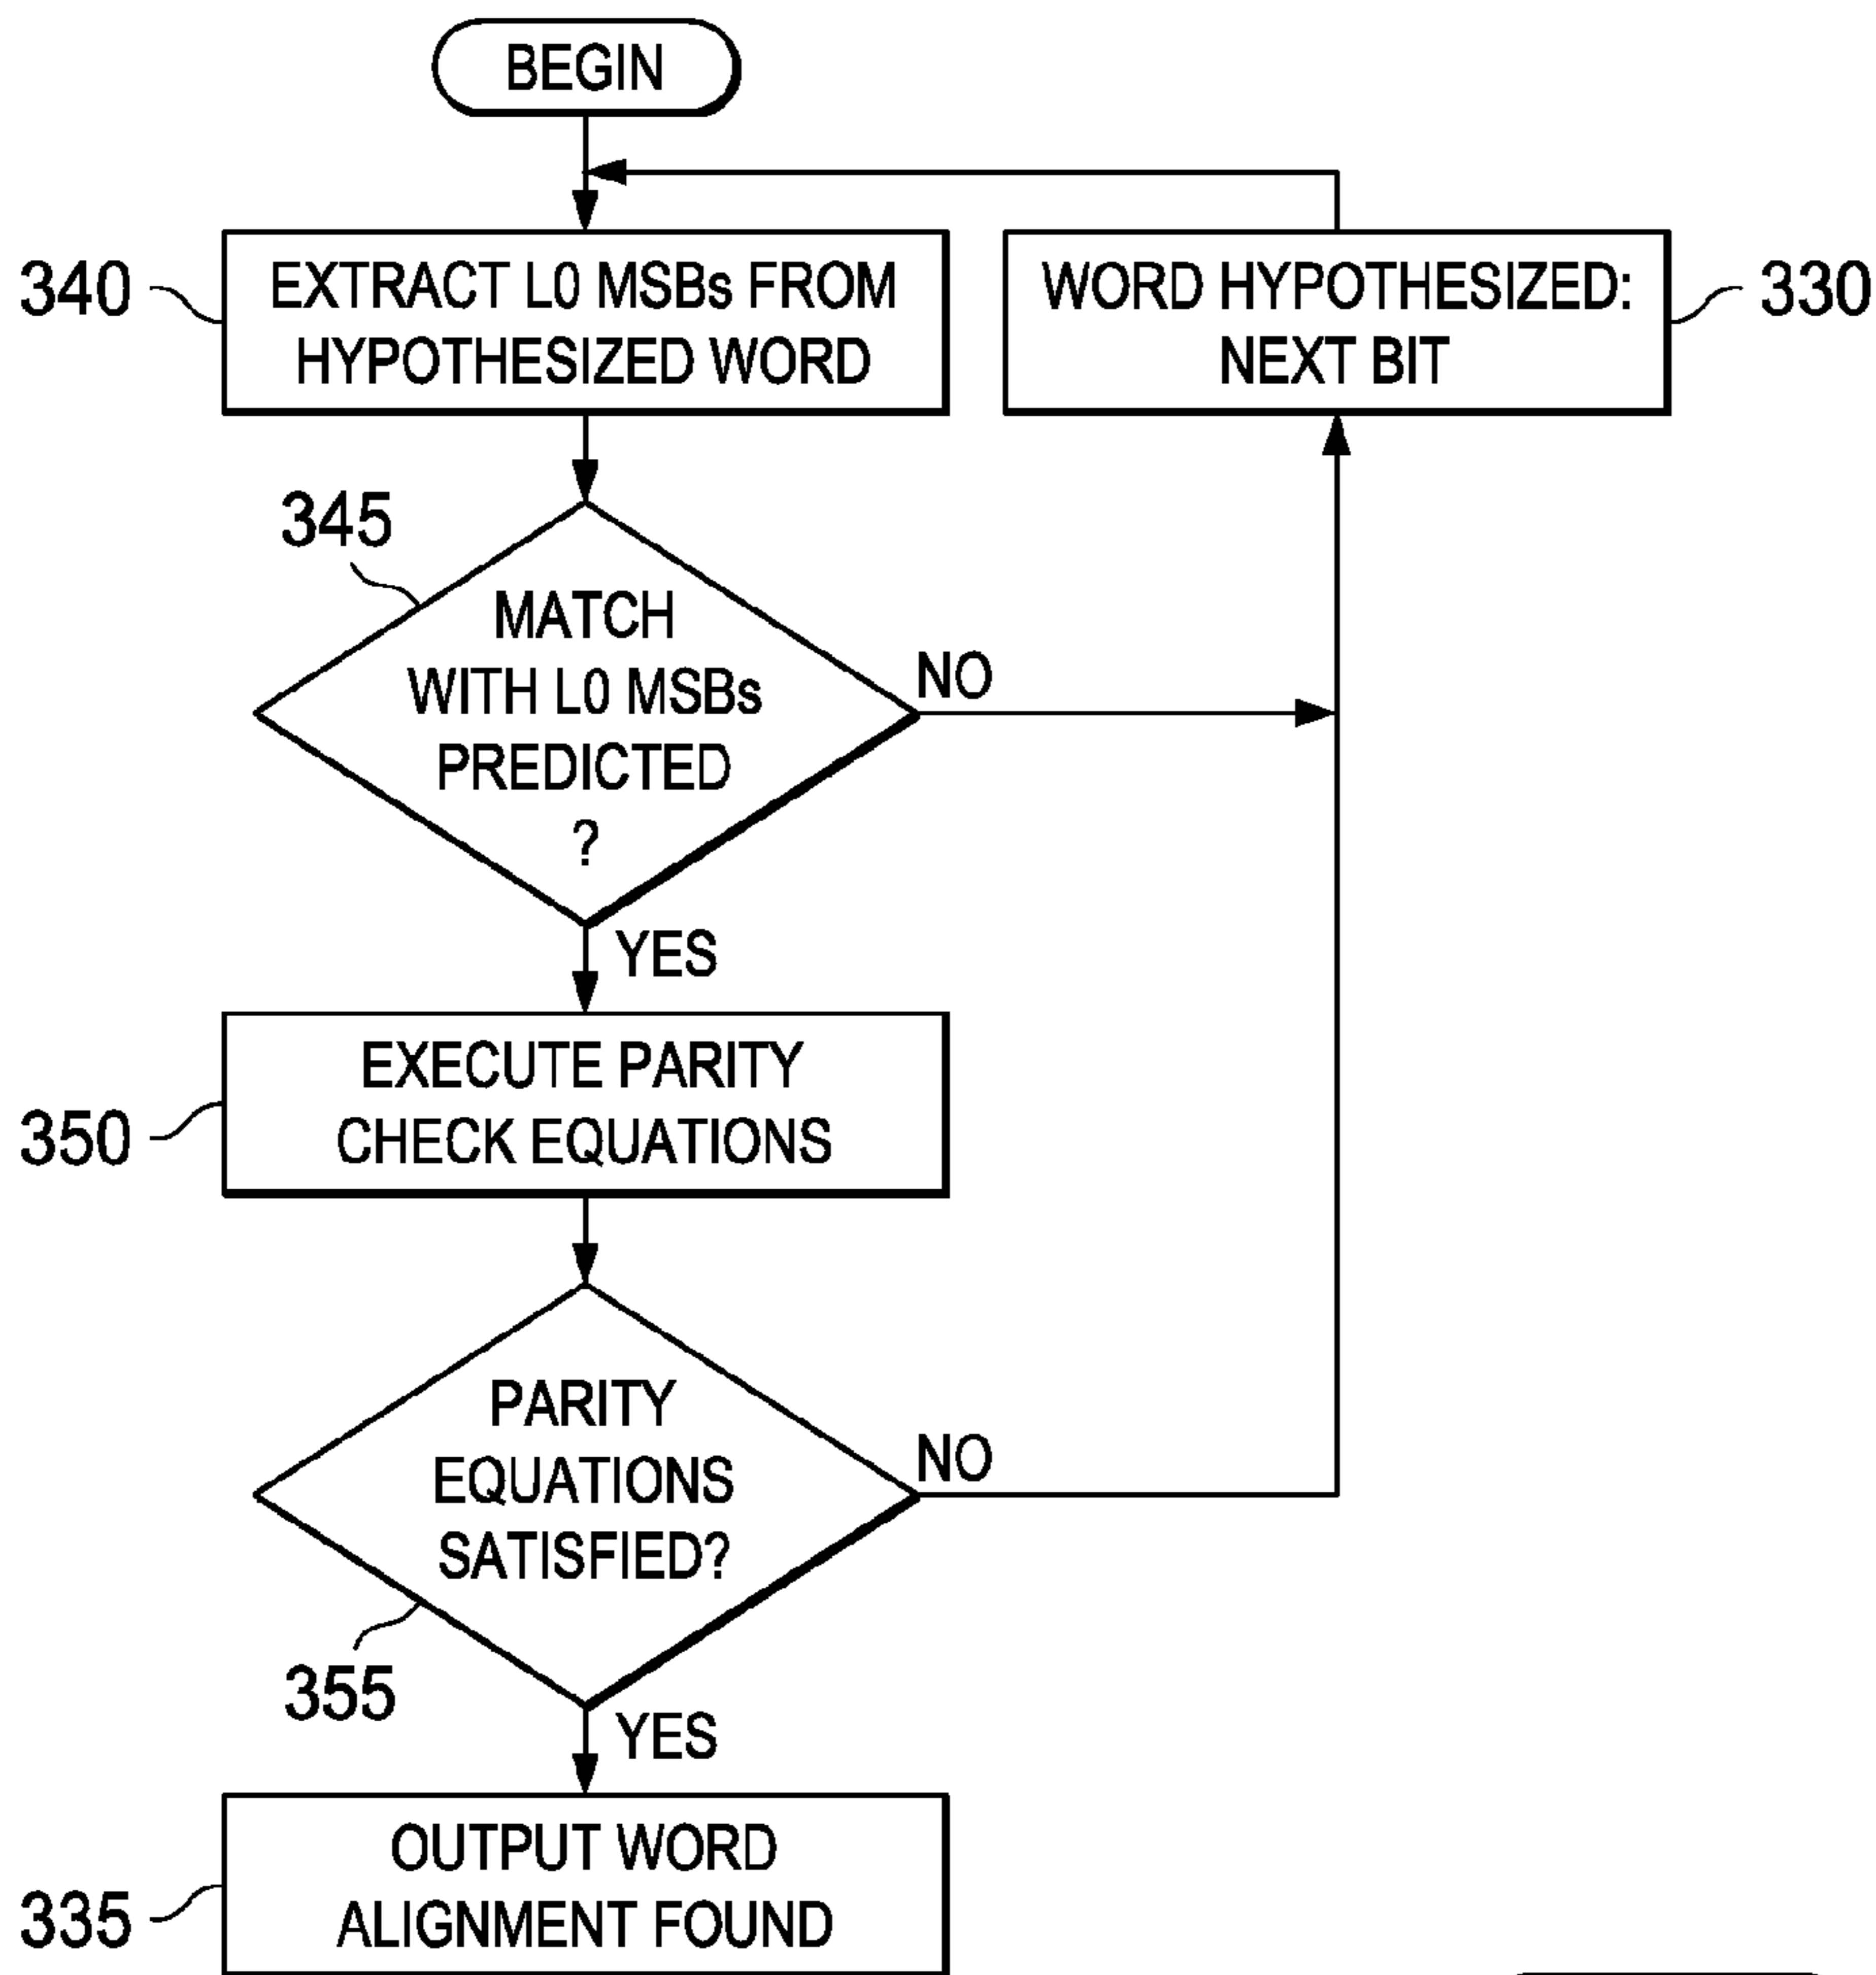 BEGIN
340
EXTRACT L0 MSBs FROM
HYPOTHESIZED WORD
WORD HYPOTHESIZED:
NEXT BIT
330
345
MATCH
WITH L0 MSBs
PREDICTED
?
NO
YES
350
EXECUTE PARITY
CHECK EQUATIONS
PARITY
EQUATIONS
SATISFIED?
NO
355
YES
335
OUTPUT WORD
ALIGNMENT FOUND